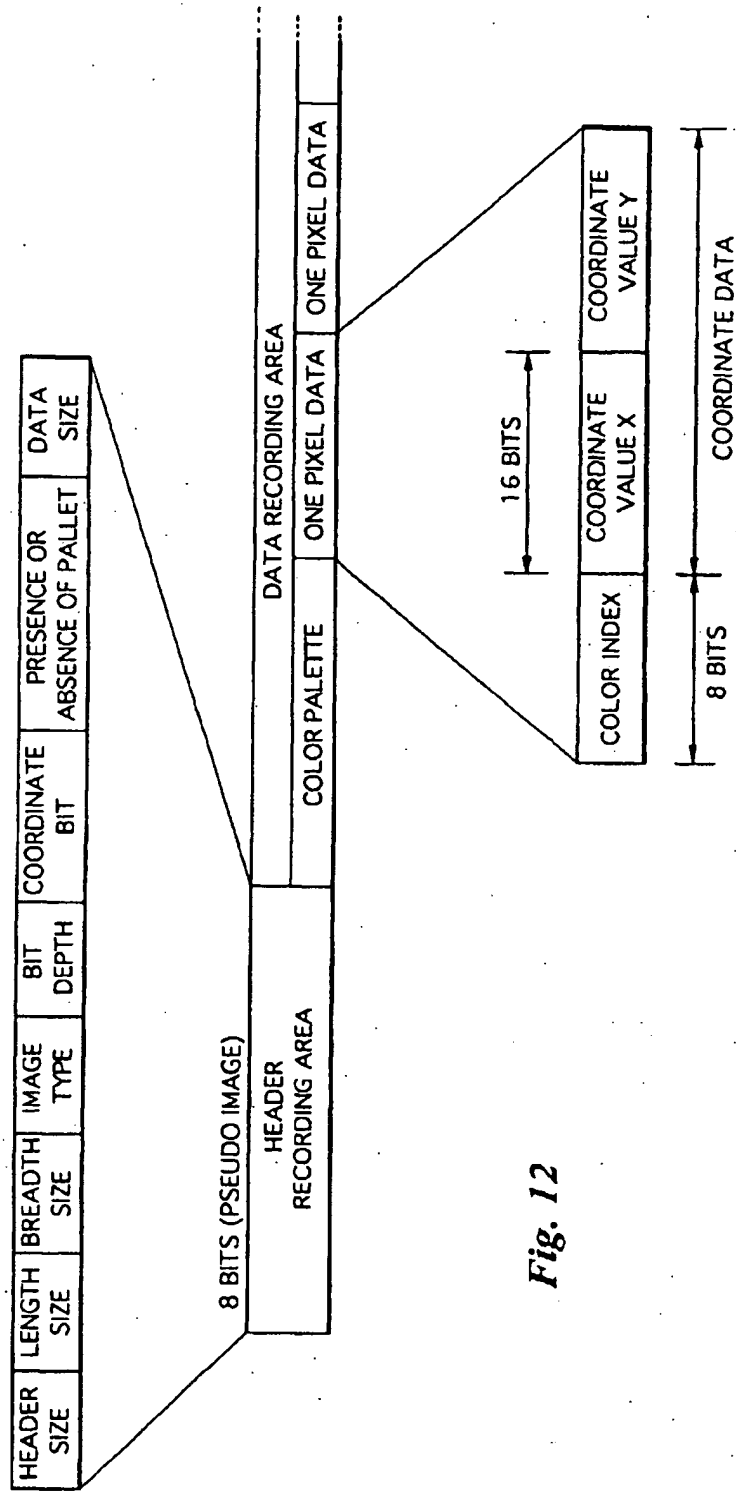 HEADER SIZE
LENGTH SIZE
BREADTH SIZE
IMAGE TYPE
BIT DEPTH
COORDINATE BIT
PRESENCE OR ABSENCE OF PALLET
DATA SIZE
8 BITS (PSEUDO IMAGE)
HEADER
RECORDING AREA
DATA RECORDING AREA
COLOR PALETTE
ONE PIXEL DATA
ONE PIXEL DATA
16 BITS
COLOR INDEX
COORDINATE
VALUE X
COORDINATE
VALUE Y
8 BITS
COORDINATE DATA
Fig. 12